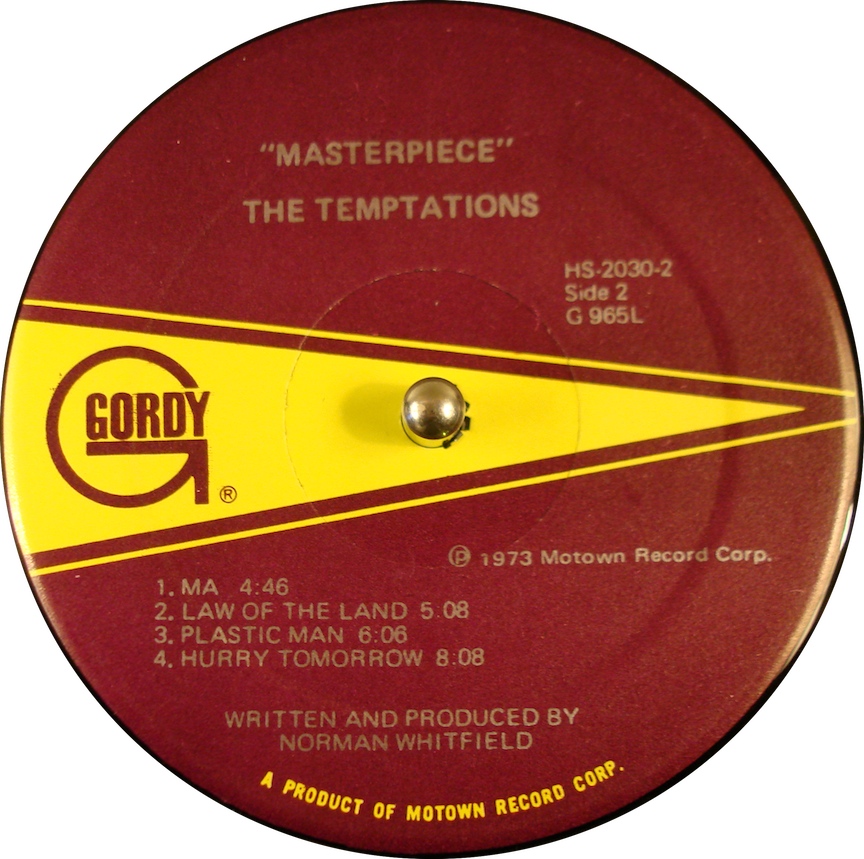 "MASTERPIECE"
THE TEMPTATIONS
HS-2030-2
Side 2
G 965L
GORDY
®
℗ 1973 Motown Record Corp.
1. MA 4:46
2. LAW OF THE LAND 5:08
3. PLASTIC MAN 6:06
4. HURRY TOMORROW 8:08
WRITTEN AND PRODUCED BY
NORMAN WHITFIELD
A PRODUCT OF MOTOWN RECORD CORP.